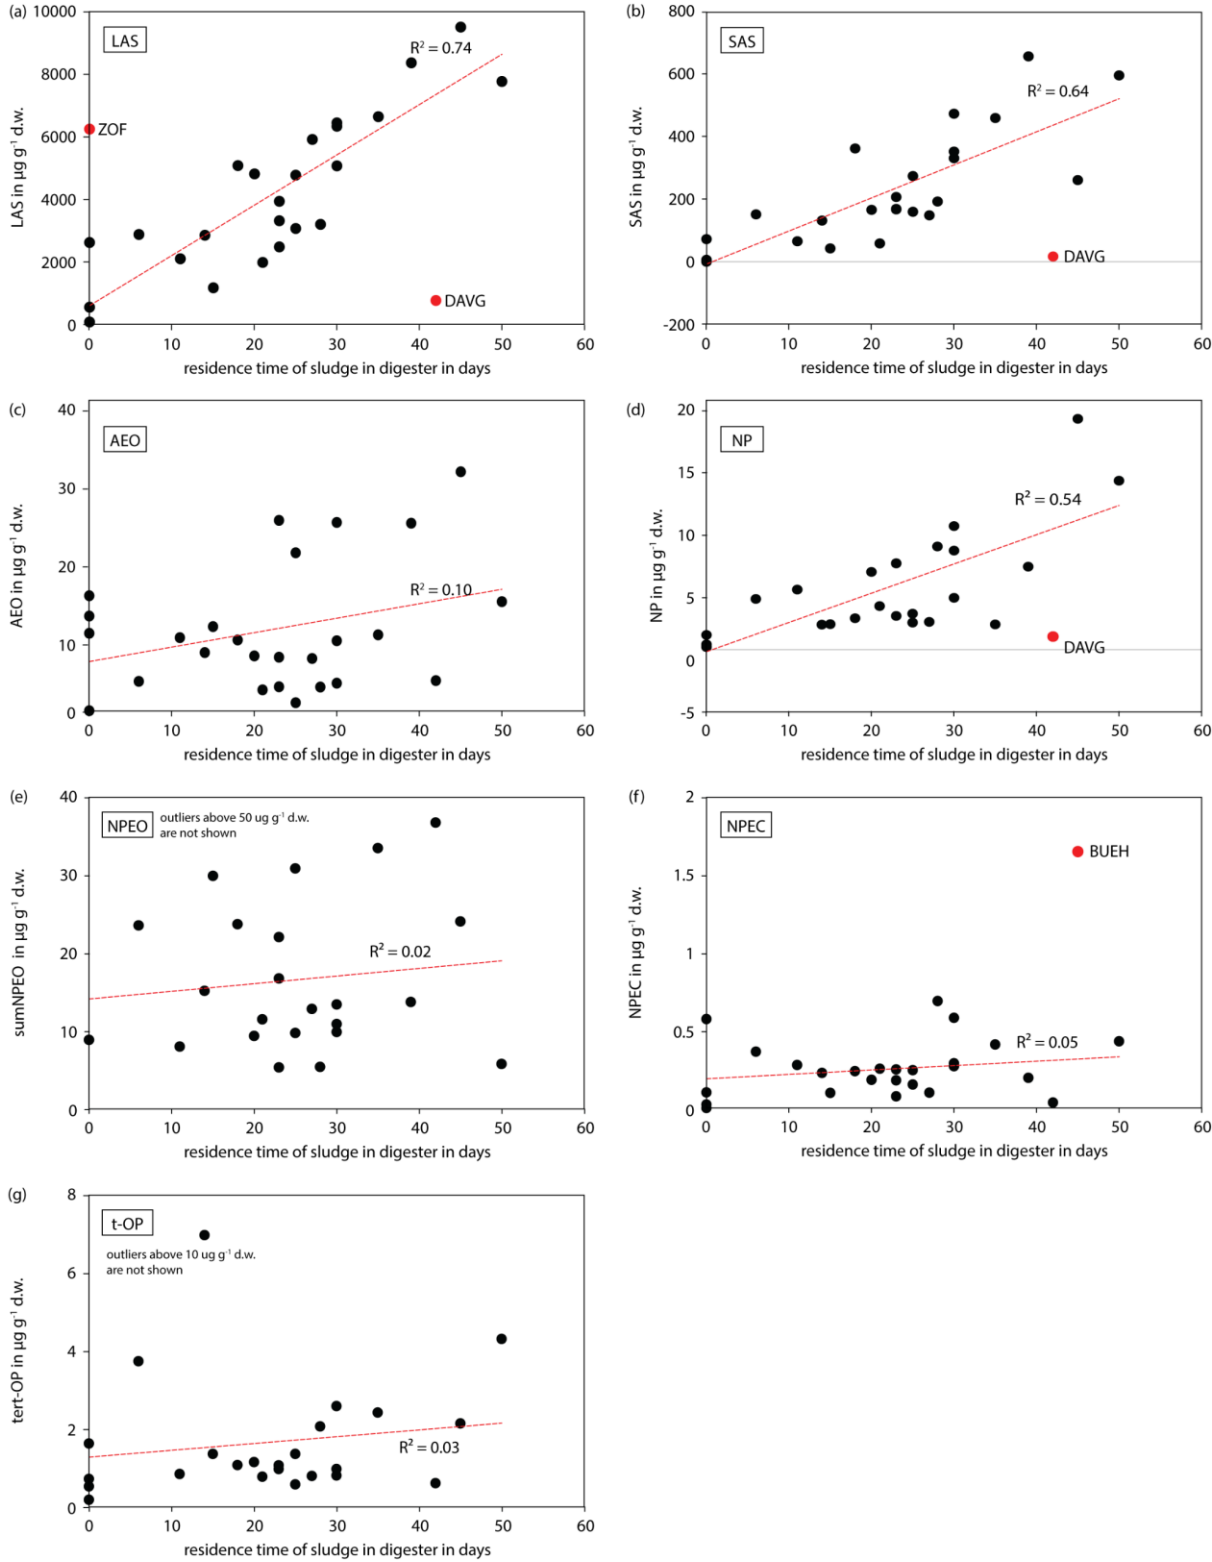 (a)
LAS
R² = 0.74
ZOF
DAVG
10000
8000
6000
4000
2000
0
LAS in µg g⁻¹ d.w.
0 10 20 30 40 50 60
residence time of sludge in digester in days
(b)
SAS
R² = 0.64
DAVG
800
600
400
200
0
-200
SAS in µg g⁻¹ d.w.
0 10 20 30 40 50 60
residence time of sludge in digester in days
(c)
AEO
R² = 0.10
40
30
20
10
0
AEO in µg g⁻¹ d.w.
0 10 20 30 40 50 60
residence time of sludge in digester in days
(d)
NP
R² = 0.54
DAVG
20
15
10
5
0
-5
NP in µg g⁻¹ d.w.
0 10 20 30 40 50 60
residence time of sludge in digester in days
(e)
NPEO
outliers above 50 ug g⁻¹ d.w.
are not shown
R² = 0.02
40
30
20
10
0
sumNPEO in µg g⁻¹ d.w.
0 10 20 30 40 50 60
residence time of sludge in digester in days
(f)
NPEC
BUEH
R² = 0.05
2
1.5
1
0.5
0
NPEC in µg g⁻¹ d.w.
0 10 20 30 40 50 60
residence time of sludge in digester in days
(g)
t-OP
outliers above 10 ug g⁻¹ d.w.
are not shown
R² = 0.03
8
6
4
2
0
tert-OP in µg g⁻¹ d.w.
0 10 20 30 40 50 60
residence time of sludge in digester in days